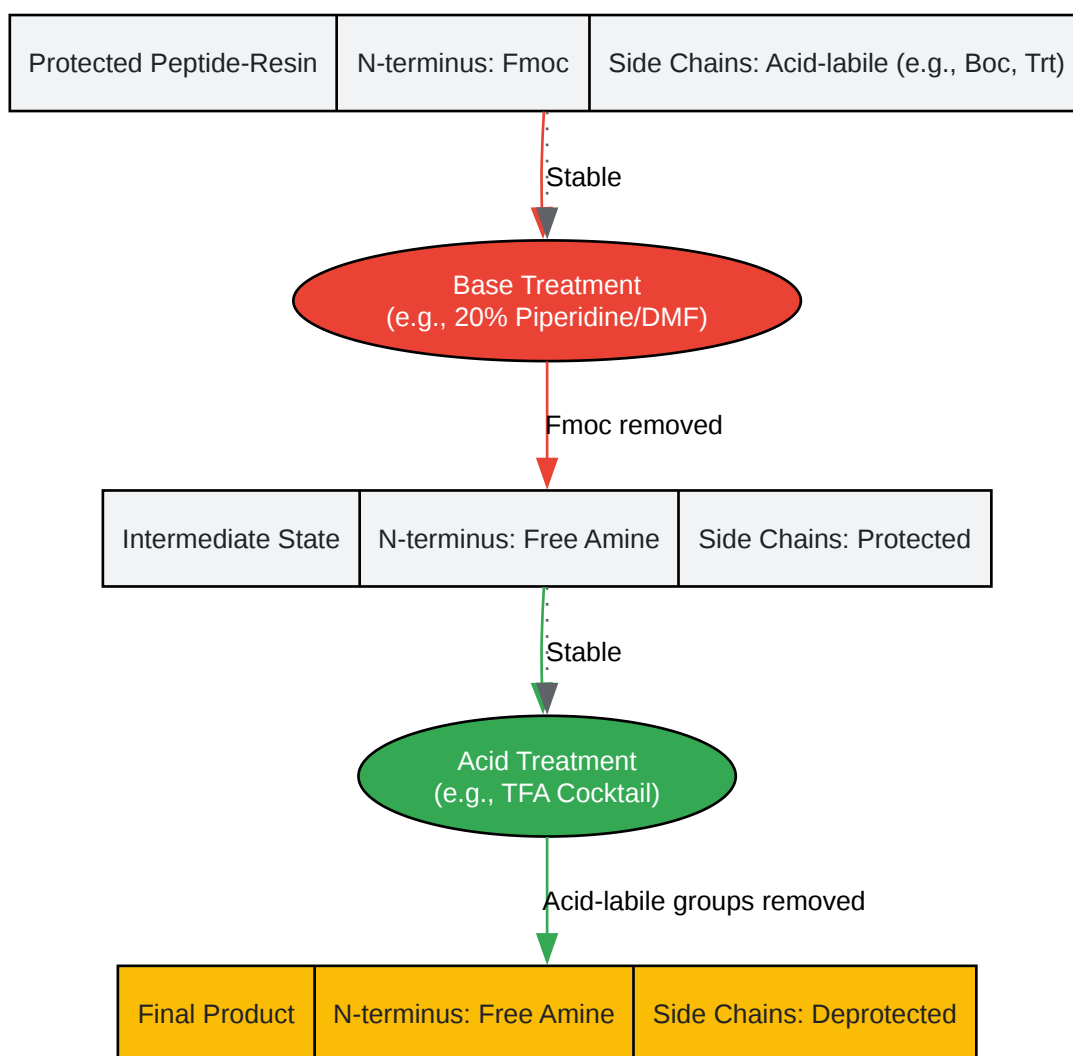 Protected Peptide-Resin
N-terminus: Fmoc
Side Chains: Acid-labile (e.g., Boc, Trt)
Stable
Base Treatment
(e.g., 20% Piperidine/DMF)
Fmoc removed
Intermediate State
N-terminus: Free Amine
Side Chains: Protected
Stable
Acid Treatment
(e.g., TFA Cocktail)
Acid-labile groups removed
Final Product
N-terminus: Free Amine
Side Chains: Deprotected